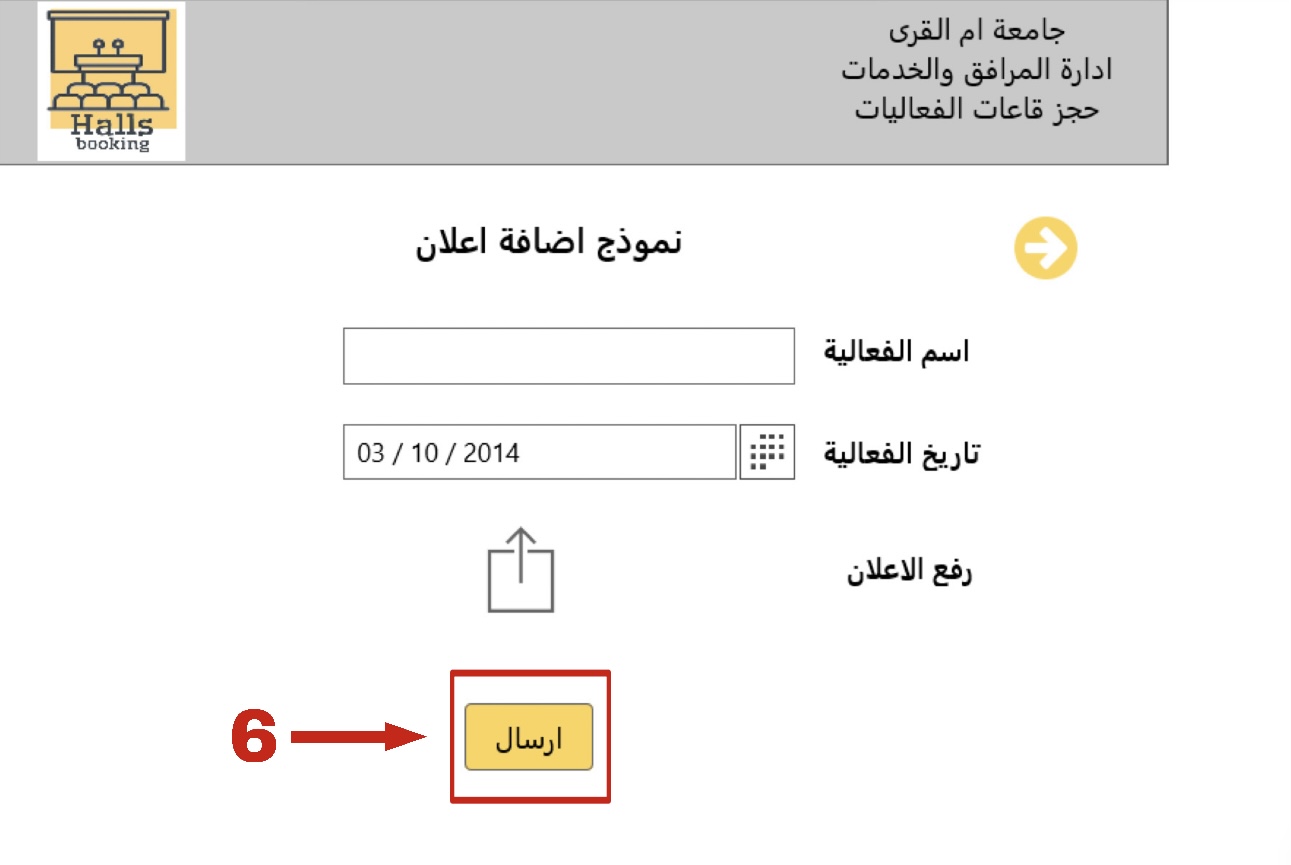 جامعة ام القرى
ادارة المرافق والخدمات
حجز قاعات الفعاليات
Halls
booking
نموذج اضافة اعلان
اسم الفعالية
تاريخ الفعالية
03 / 10 / 2014
رفع الاعلان
ارسال
6